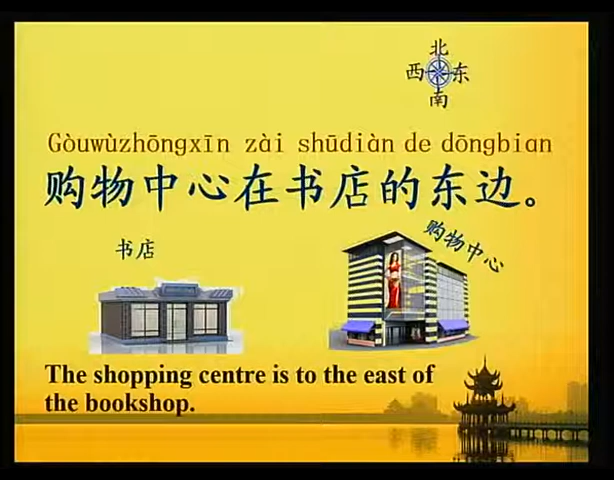 北
西 东
南
Gòuwùzhōngxīn zài shūdiàn de dōngbian
购物中心在书店的东边。
书店
购物中心
The shopping centre is to the east of
the bookshop.